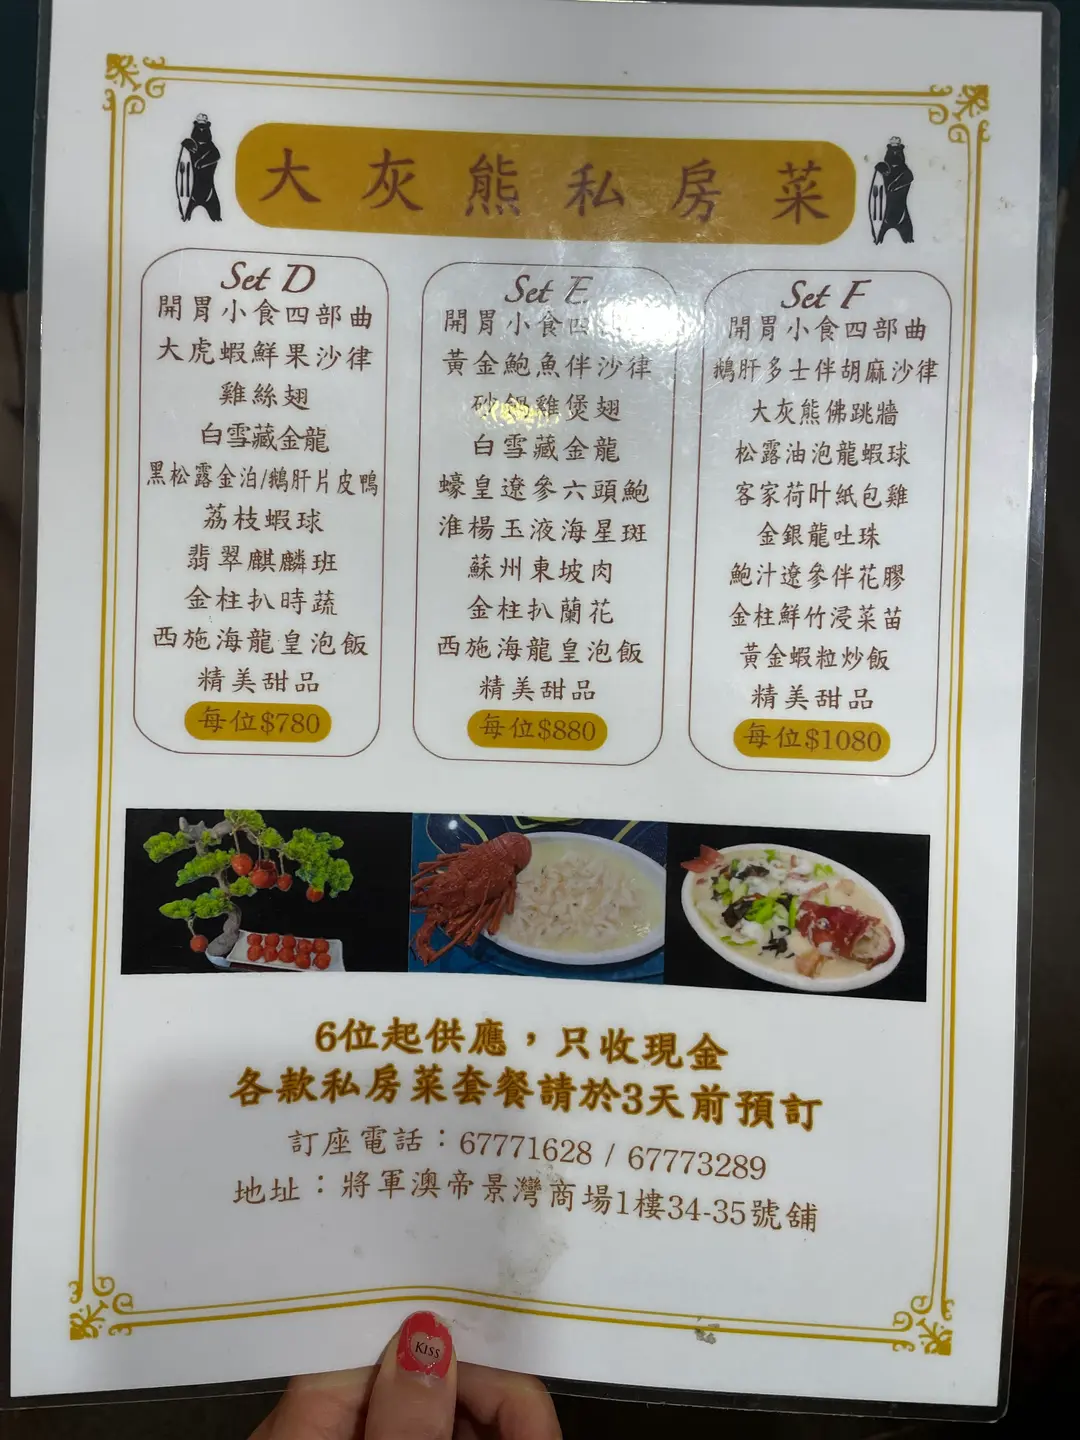 大灰熊私房菜
Set D
開胃小食四部曲
大虎蝦鮮果沙律
雞絲翅
白雪藏金龍
黑松露金泊/鵝肝片皮鴨
荔枝蝦球
翡翠麒麟班
金柱扒時蔬
西施海龍皇泡飯
精美甜品
每位$780
Set E
開胃小食四
黃金鮑魚伴沙律
砂鍋雞煲翅
白雪藏金龍
蠔皇遼參六頭鮑
淮楊玉液海星斑
蘇州東坡肉
金柱扒蘭花
西施海龍皇泡飯
精美甜品
每位$880
Set F
開胃小食四部曲
鵝肝多士伴胡麻沙律
大灰熊佛跳牆
松露油泡龍蝦球
客家荷叶紙包雞
金銀龍吐珠
鮑汁遼參伴花膠
金柱鮮竹浸菜苗
黃金蝦粒炒飯
精美甜品
每位$1080
6位起供應，只收現金
各款私房菜套餐請於3天前預訂
訂座電話：67771628 / 67773289
地址：將軍澳帝景灣商場1樓34-35號舖
KISS